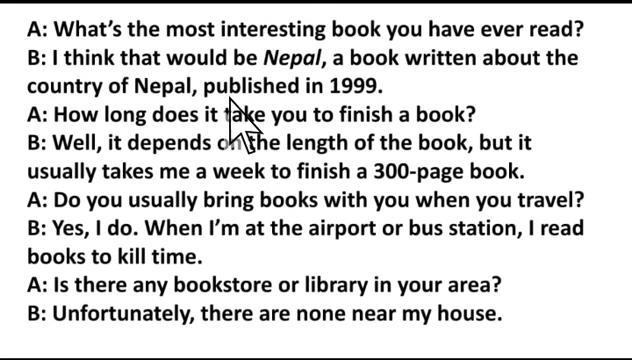 A: What's the most interesting book you have ever read?
B: I think that would be Nepal, a book written about the
country of Nepal, published in 1999.
A: How long does it take you to finish a book?
B: Well, it depends on the length of the book, but it
usually takes me a week to finish a 300-page book.
A: Do you usually bring books with you when you travel?
B: Yes, I do. When I'm at the airport or bus station, I read
books to kill time.
A: Is there any bookstore or library in your area?
B: Unfortunately, there are none near my house.